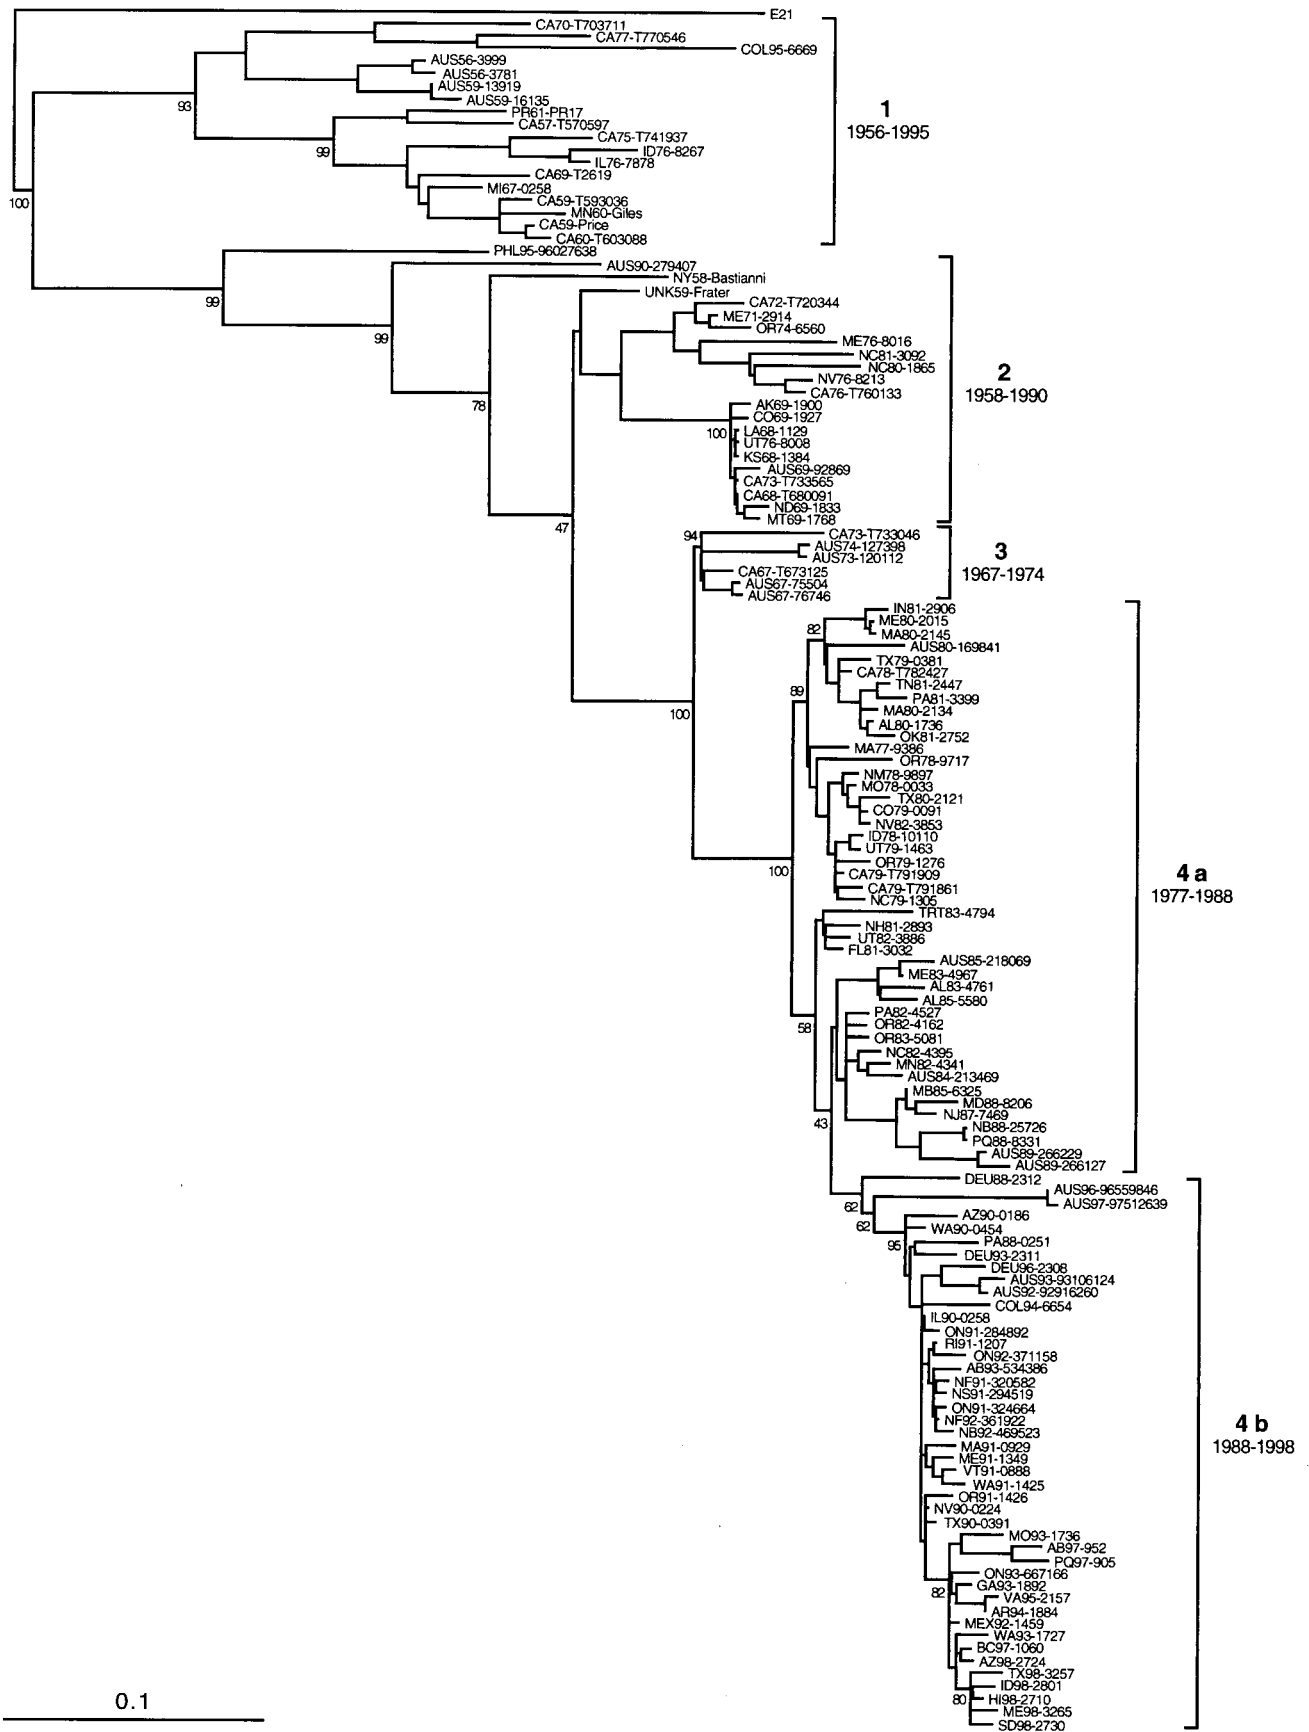 E21
CA70-T703711
CA77-T770546
COL95-6669
AUS56-3999
AUS56-3781
AUS59-13919
AUS59-16135
93
1
1956-1995
PR61-PR17
CA57-T570597
CA75-T741937
99
ID76-8267
IL76-7878
CA69-T2619
MI67-0258
100
CA59-T593036
MN60-Giles
CA59-Price
CA60-T603088
PHL95-96027638
AUS90-279407
NY58-Bastianni
UNK59-Frater
99
CA72-T720344
ME71-2914
OR74-6560
99
ME76-8016
NC81-3092
NC80-1865
2
1958-1990
NV76-8213
CA76-T760133
78
AK69-1900
CO69-1927
100
LA68-1129
UT76-8008
KS68-1384
AUS69-92869
CA73-T733565
CA68-T680091
ND69-1833
MT69-1768
47
94
CA73-T733046
AUS74-127398
AUS73-120112
3
1967-1974
CA67-T673125
AUS67-75504
AUS67-76746
IN81-2906
ME80-2015
82
MA80-2145
AUS80-169841
TX79-0381
CA78-T782427
TN81-2447
89
PA81-3399
MA80-2134
100
AL80-1736
OK81-2752
MA77-9386
OR78-9717
NM78-9897
MO78-0033
TX80-2121
CO79-0091
NV82-3853
ID78-10110
UT79-1463
OR79-1276
100
CA79-T791909
4a
1977-1988
CA79-T791861
NC79-1305
TRT83-4794
NH81-2893
UT82-3886
FL81-3032
AUS85-218069
ME83-4967
AL83-4761
AL85-5580
PA82-4527
58
OR82-4162
OR83-5081
NC82-4395
MN82-4341
AUS84-213469
MB85-6325
MD88-8206
NJ87-7469
43
NB88-25726
PQ88-8331
AUS89-266229
AUS89-266127
DEU88-2312
AUS96-96559846
AUS97-97512639
62
AZ90-0186
62
WA90-0454
95
PA88-0251
DEU93-2311
DEU96-2308
AUS93-93106124
AUS92-92916260
COL94-6654
IL90-0258
ON91-284892
RI91-1207
ON92-371158
AB93-534386
NF91-320582
NS91-294519
ON91-324664
NF92-361922
NB92-469523
4b
1988-1998
MA91-0929
ME91-1349
VT91-0888
WA91-1425
OR91-1426
NV90-0224
TX90-0391
MO93-1736
AB97-952
PQ97-905
ON93-667166
GA93-1892
82
VA95-2157
AR94-1884
MEX92-1459
WA93-1727
BC97-1060
AZ98-2724
TX98-3257
ID98-2801
80
HI98-2710
ME98-3265
SD98-2730
0.1